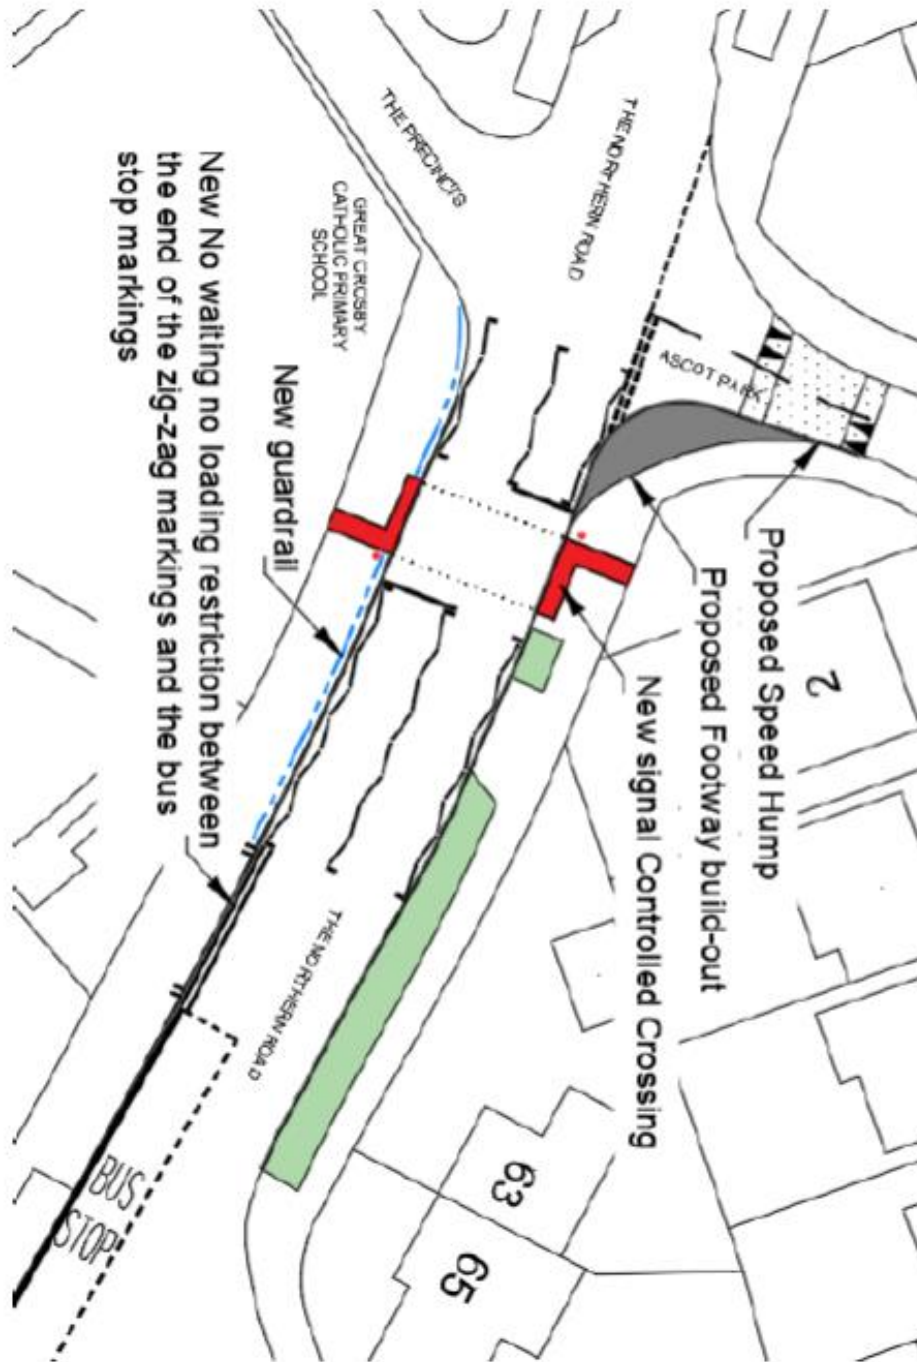 THE PRECINCTS
THE NORTHERN ROAD
GREAT CROSBY
CATHOLIC PRIMARY
SCHOOL
ASCOT PARK
Proposed Speed Hump
Proposed Footway build-out
New signal Controlled Crossing
2
New guardrail
New No waiting no loading restriction between
the end of the zig-zag markings and the bus
stop markings
THE NORTHERN ROAD
63
65
BUS
STOP